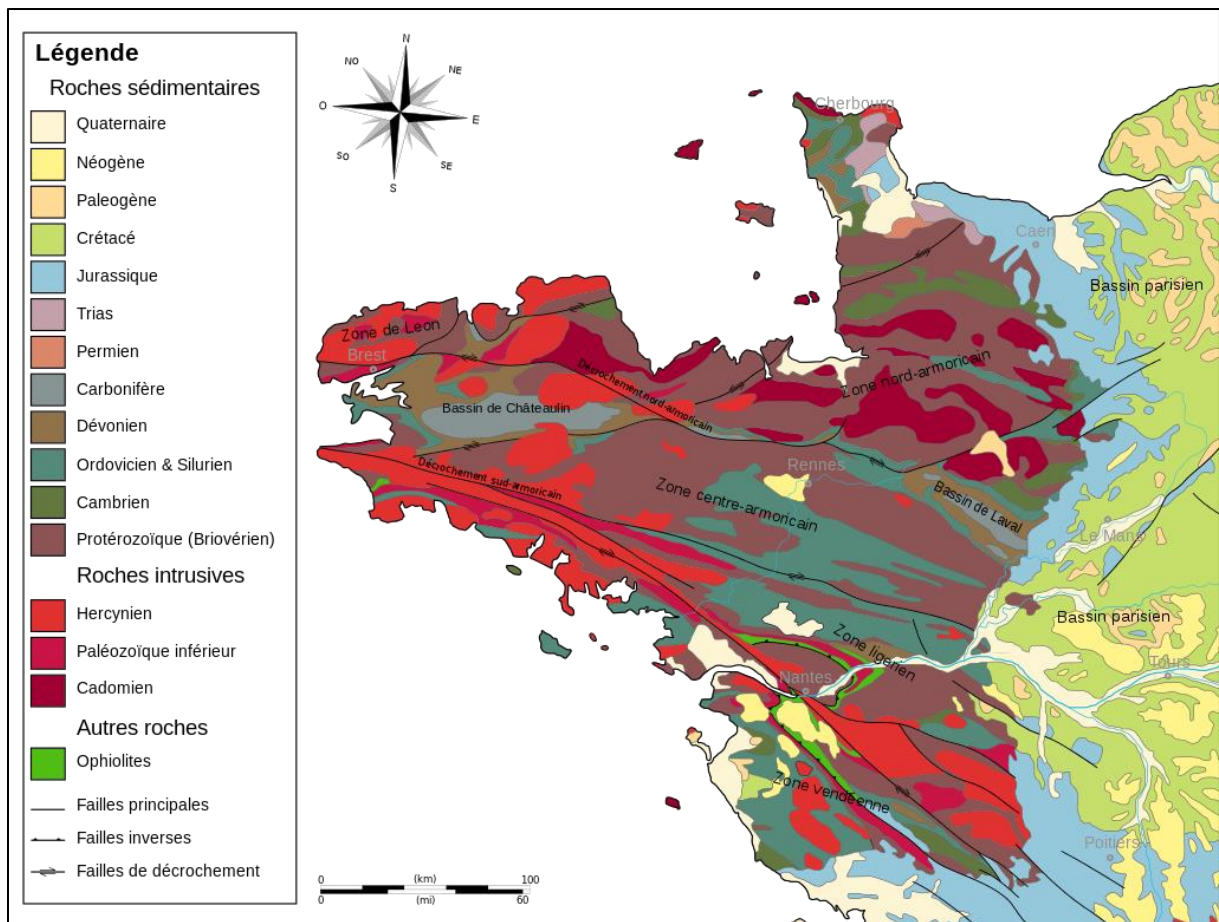 Légende
Roches sédimentaires
Quaternaire
Néogène
Paleogène
Crétacé
Jurassique
Trias
Permien
Carbonifère
Dévonien
Ordovicien & Silurien
Cambrien
Protérozoïque (Briovérien)
Roches intrusives
Hercynien
Paléozoïque inférieur
Cadomien
Autres roches
Ophiolites
Failles principales
Failles inverses
Failles de décrochement
N
NO
NE
O
E
SO
SE
S
Cherbourg
Caen
Bassin parisien
Zone de Leon
Brest
Décrochement nord-armoricain
Zone nord-armoricain
Bassin de Châteaulin
Décrochement sud-armoricain
Rennes
Zone centre-armoricain
Bassin de Laval
Le Mans
Bassin parisien
Zone ligerien
Tours
Nantes
Zone vendéenne
Poitiers
0
(km)
100
0
(mi)
60